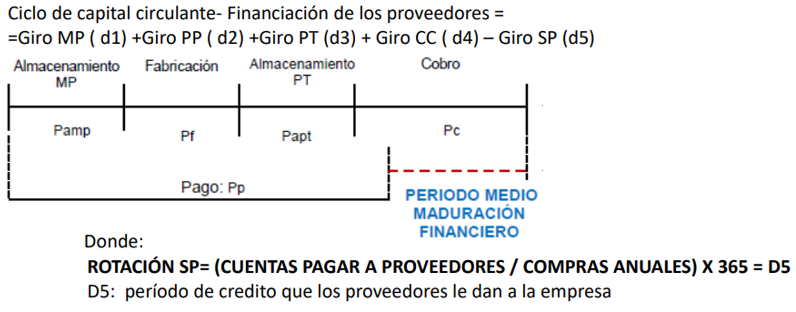 Ciclo de capital circulante- Financiación de los proveedores =
=Giro MP ( d1) +Giro PP ( d2) +Giro PT (d3) + Giro CC ( d4) – Giro SP (d5)
Almacenamiento MP
Fabricación
Almacenamiento PT
Cobro
Pamp
Pf
Papt
Pc
Pago: Pp
PERIODO MEDIO
MADURACIÓN
FINANCIERO
Donde:
ROTACIÓN SP= (CUENTAS PAGAR A PROVEEDORES / COMPRAS ANUALES) X 365 = D5
D5: período de credito que los proveedores le dan a la empresa